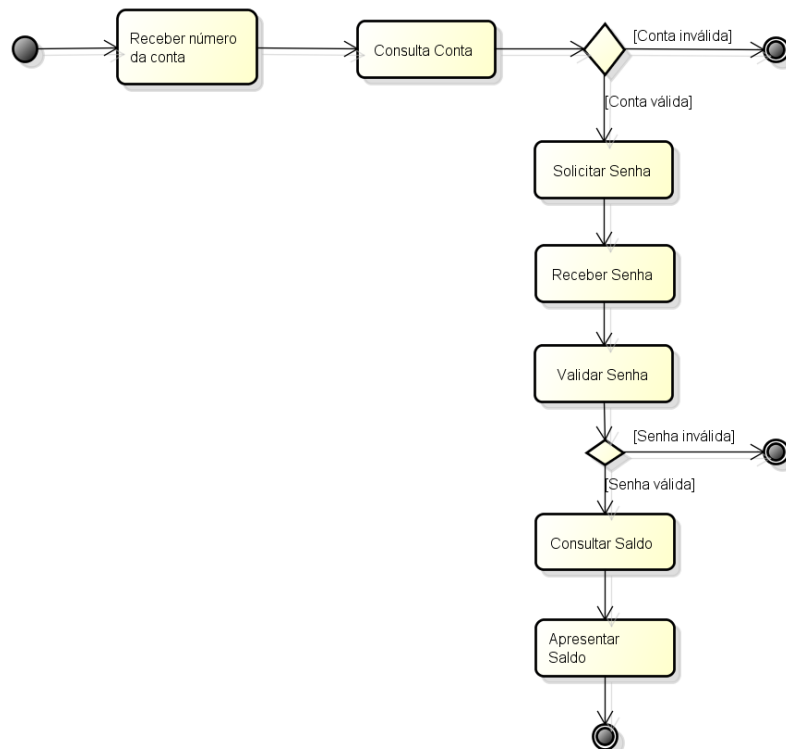 Receber número
da conta
Consulta Conta
[Conta inválida]
[Conta válida]
Solicitar Senha
Receber Senha
Validar Senha
[Senha inválida]
[Senha válida]
Consultar Saldo
Apresentar
Saldo